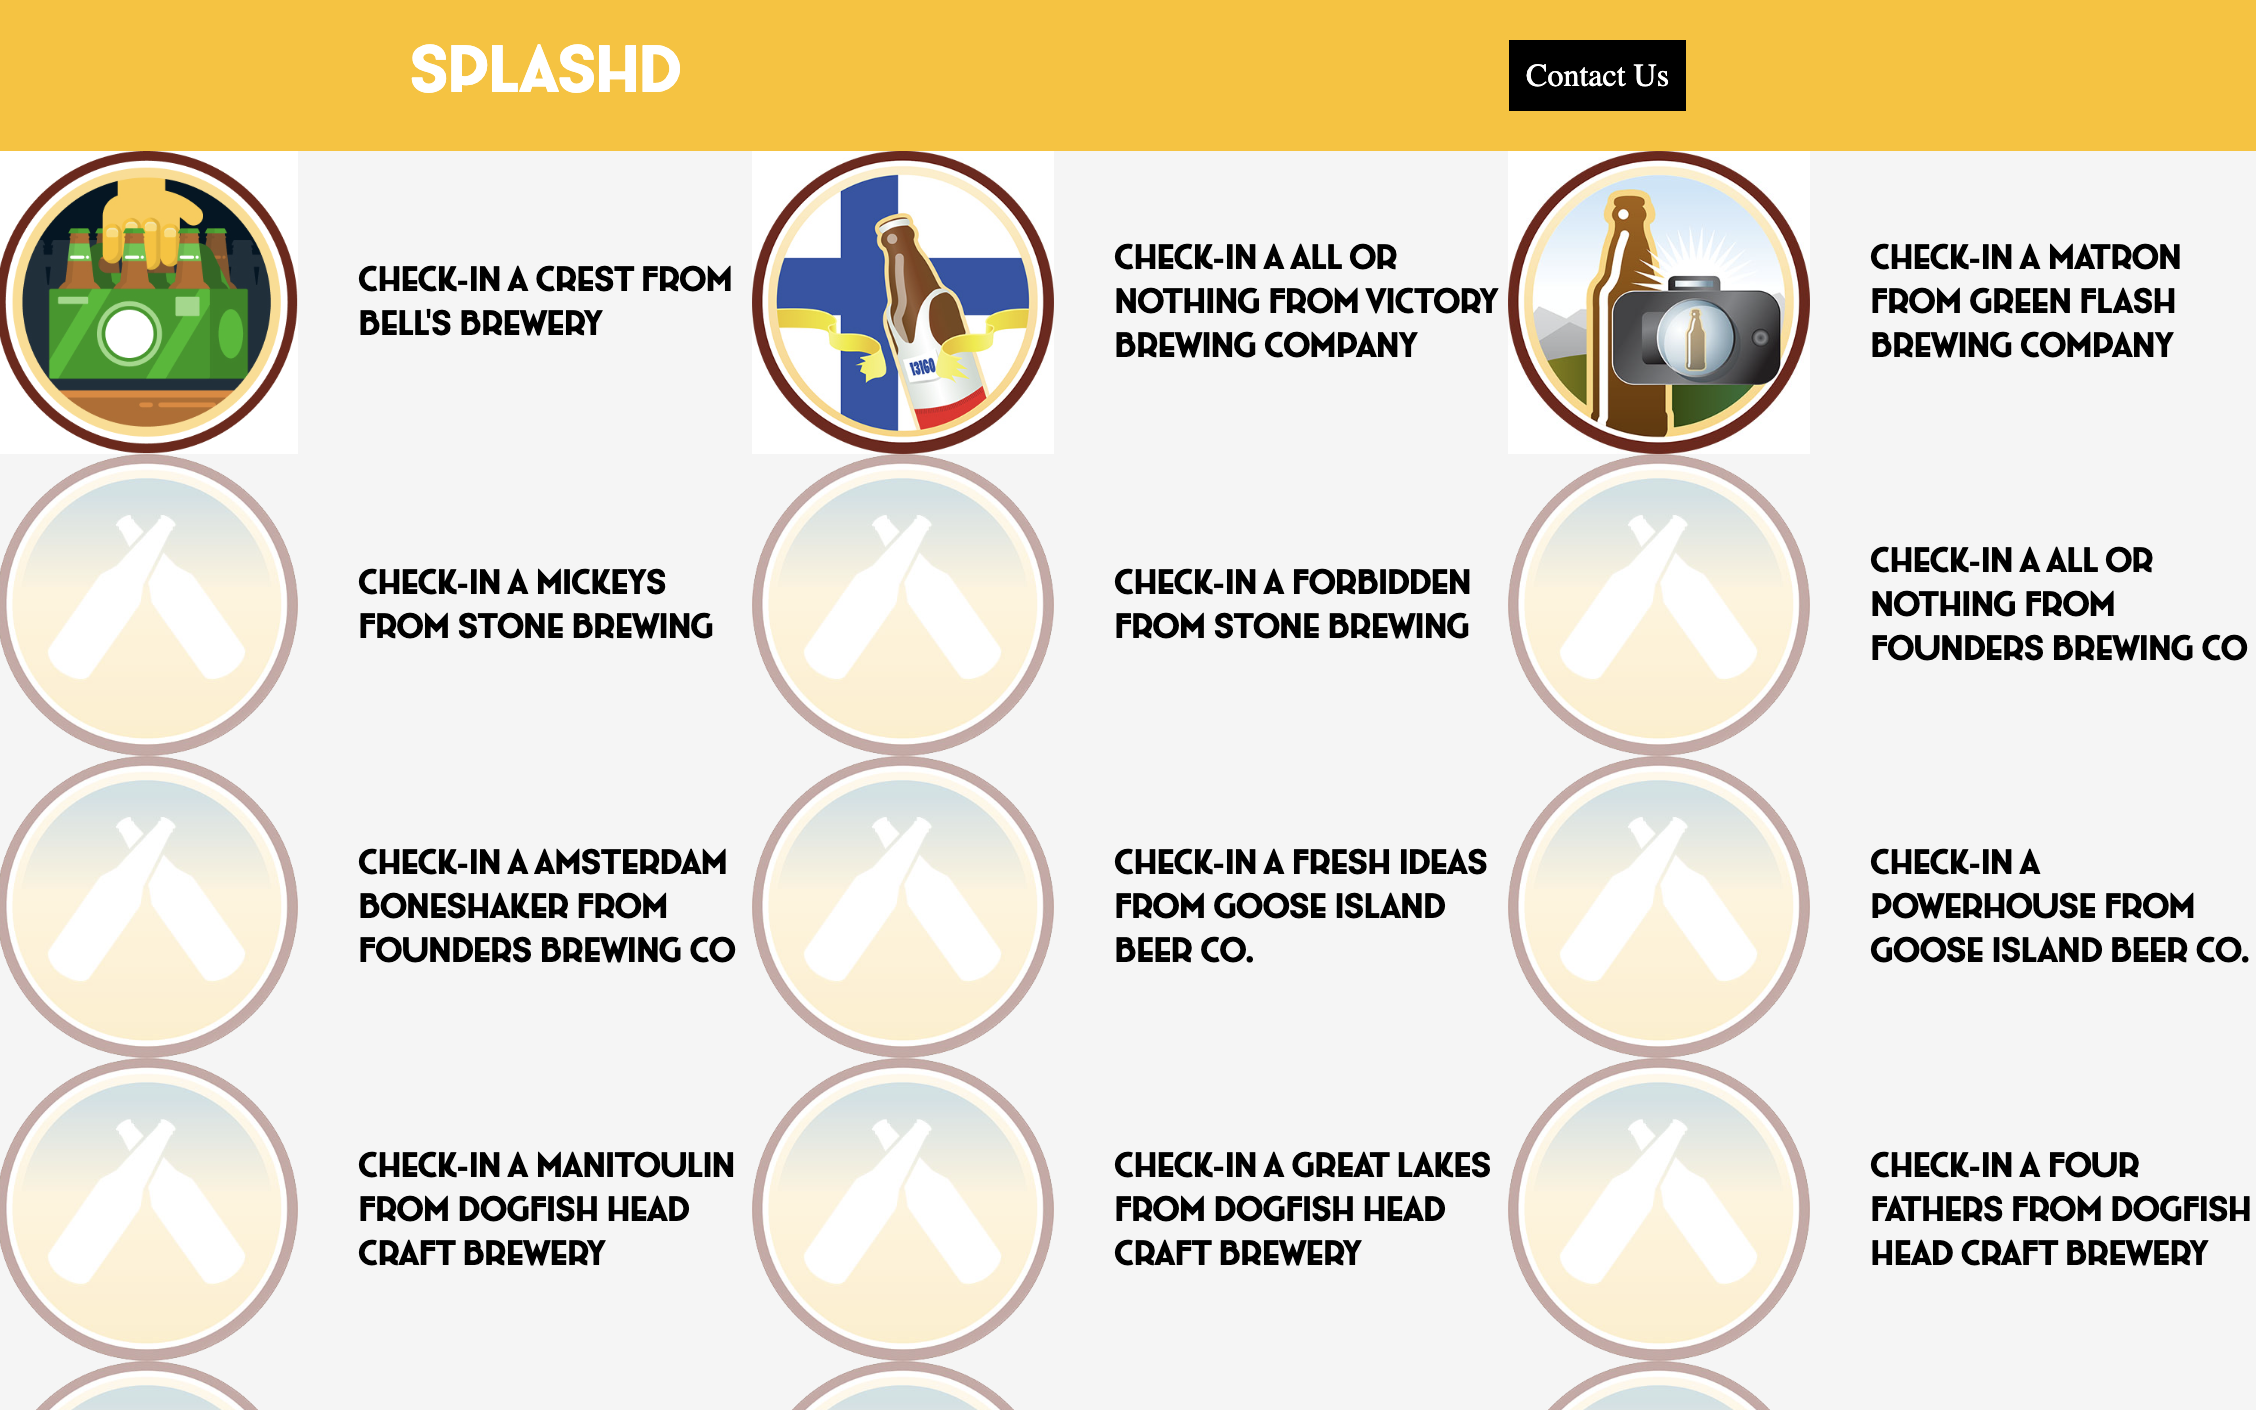 SPLASHD
Contact Us
CHECK-IN A CREST FROM
BELL'S BREWERY
13160
CHECK-IN A ALL OR
NOTHING FROM VICTORY
BREWING COMPANY
CHECK-IN A MATRON
FROM GREEN FLASH
BREWING COMPANY
CHECK-IN A MICKEYS
FROM STONE BREWING
CHECK-IN A FORBIDDEN
FROM STONE BREWING
CHECK-IN A ALL OR
NOTHING FROM
FOUNDERS BREWING CO
CHECK-IN A AMSTERDAM
BONESHAKER FROM
FOUNDERS BREWING CO
CHECK-IN A FRESH IDEAS
FROM GOOSE ISLAND
BEER CO.
CHECK-IN A
POWERHOUSE FROM
GOOSE ISLAND BEER CO.
CHECK-IN A MANITOULIN
FROM DOGFISH HEAD
CRAFT BREWERY
CHECK-IN A GREAT LAKES
FROM DOGFISH HEAD
CRAFT BREWERY
CHECK-IN A FOUR
FATHERS FROM DOGFISH
HEAD CRAFT BREWERY